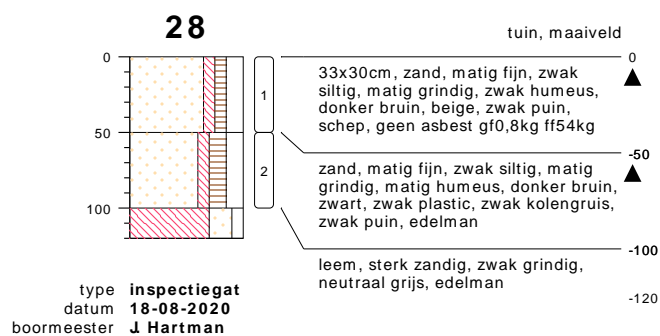 28
tuin, maaiveld
0
50
100
1
2
0
33x30cm, zand, matig fijn, zwak
siltig, matig grindig, zwak humeus,
donker bruin, beige, zwak puin,
schep, geen asbest gf0,8kg ff54kg
-50
zand, matig fijn, zwak siltig, matig
grindig, matig humeus, donker bruin,
zwart, zwak plastic, zwak kolengruis,
zwak puin, edelman
-100
leem, sterk zandig, zwak grindig,
neutraal grijs, edelman
-120
type inspectiegat
datum 18-08-2020
boormeester J. Hartman